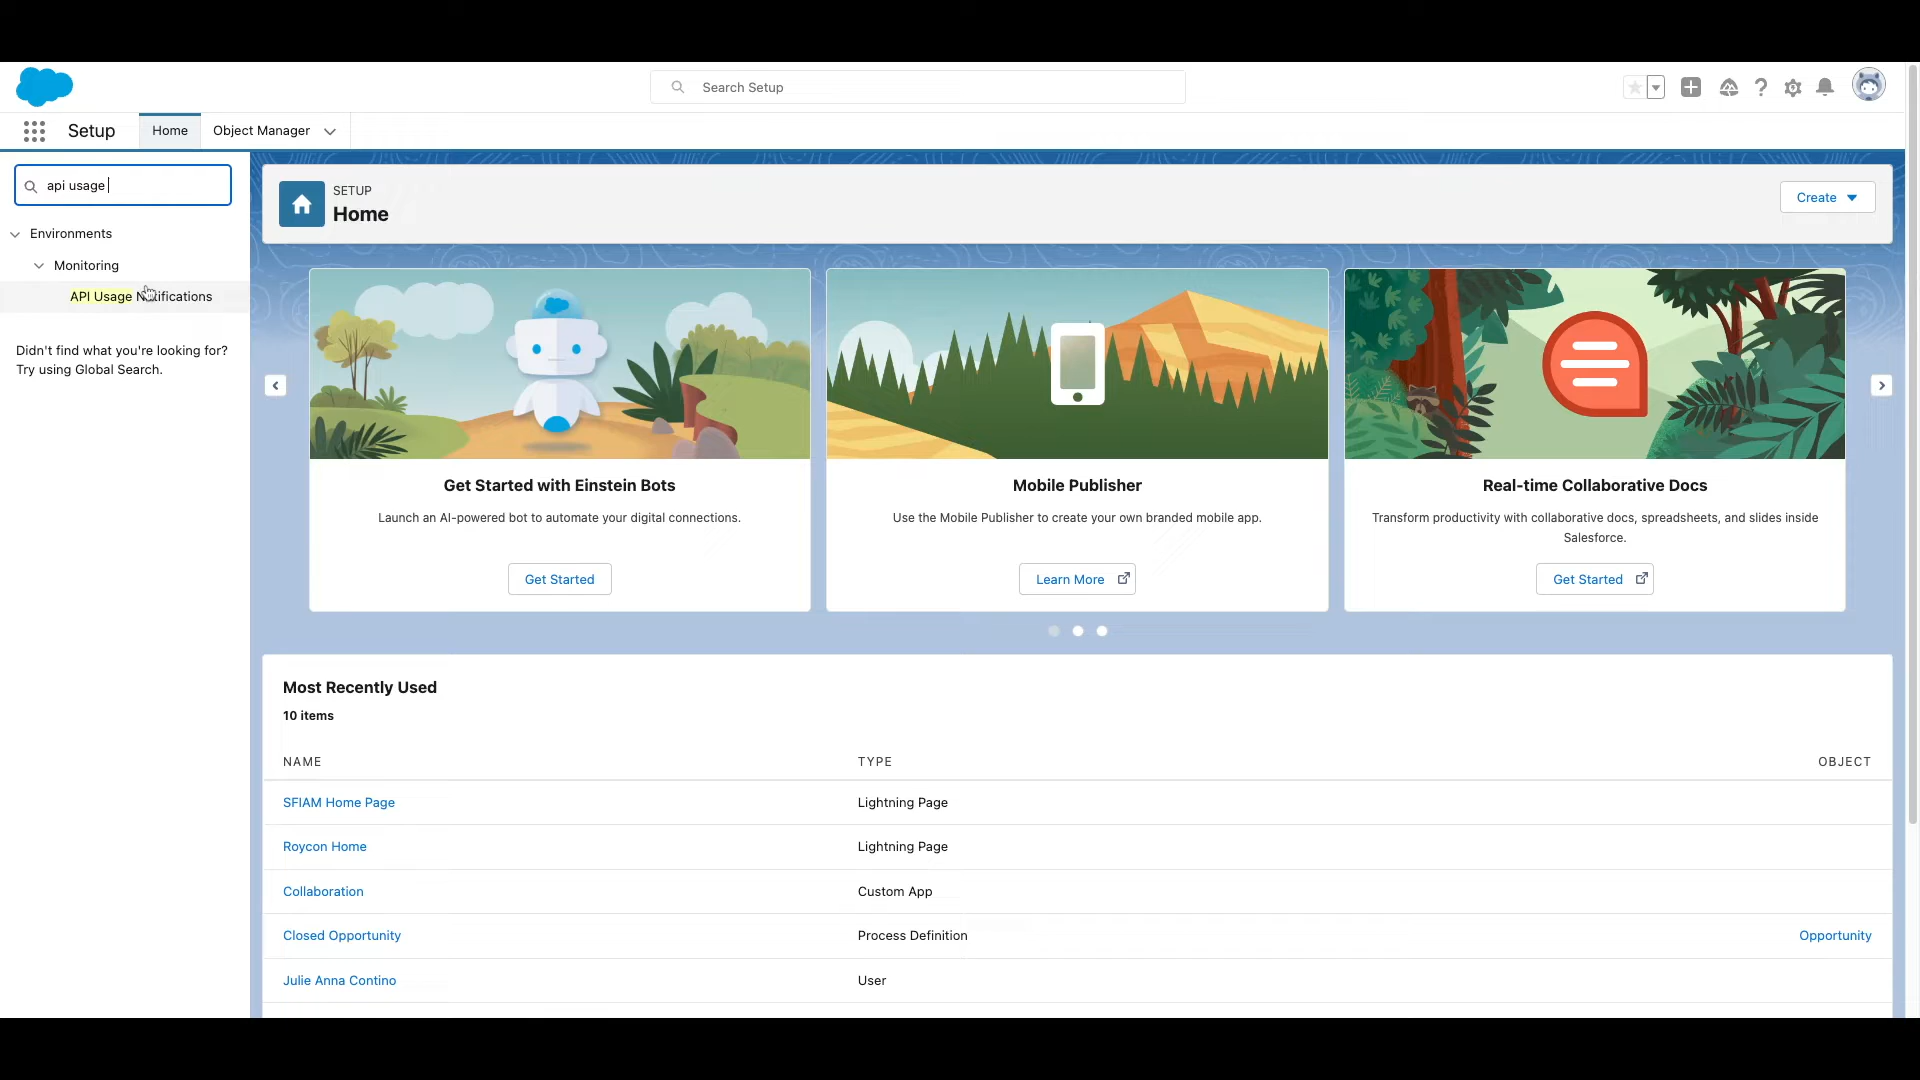 Search Setup
Setup
Home
Object Manager
api usage
Environments
Monitoring
API Usage Notifications
Didn't find what you're looking for?
Try using Global Search.
SETUP
Home
Create
Get Started with Einstein Bots
Launch an AI-powered bot to automate your digital connections.
Get Started
Mobile Publisher
Use the Mobile Publisher to create your own branded mobile app.
Learn More
Real-time Collaborative Docs
Transform productivity with collaborative docs, spreadsheets, and slides inside
Salesforce.
Get Started
Most Recently Used
10 items
NAME TYPE OBJECT
SFIAM Home Page Lightning Page
Roycon Home Lightning Page
Collaboration Custom App
Closed Opportunity Process Definition Opportunity
Julie Anna Contino User